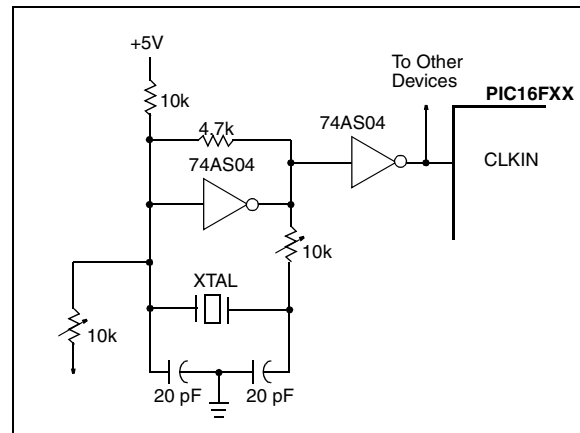 +5V
To Other
Devices
PIC16FXX
10k
4.7k
74AS04
74AS04
CLKIN
10k
XTAL
10k
20 pF
20 pF